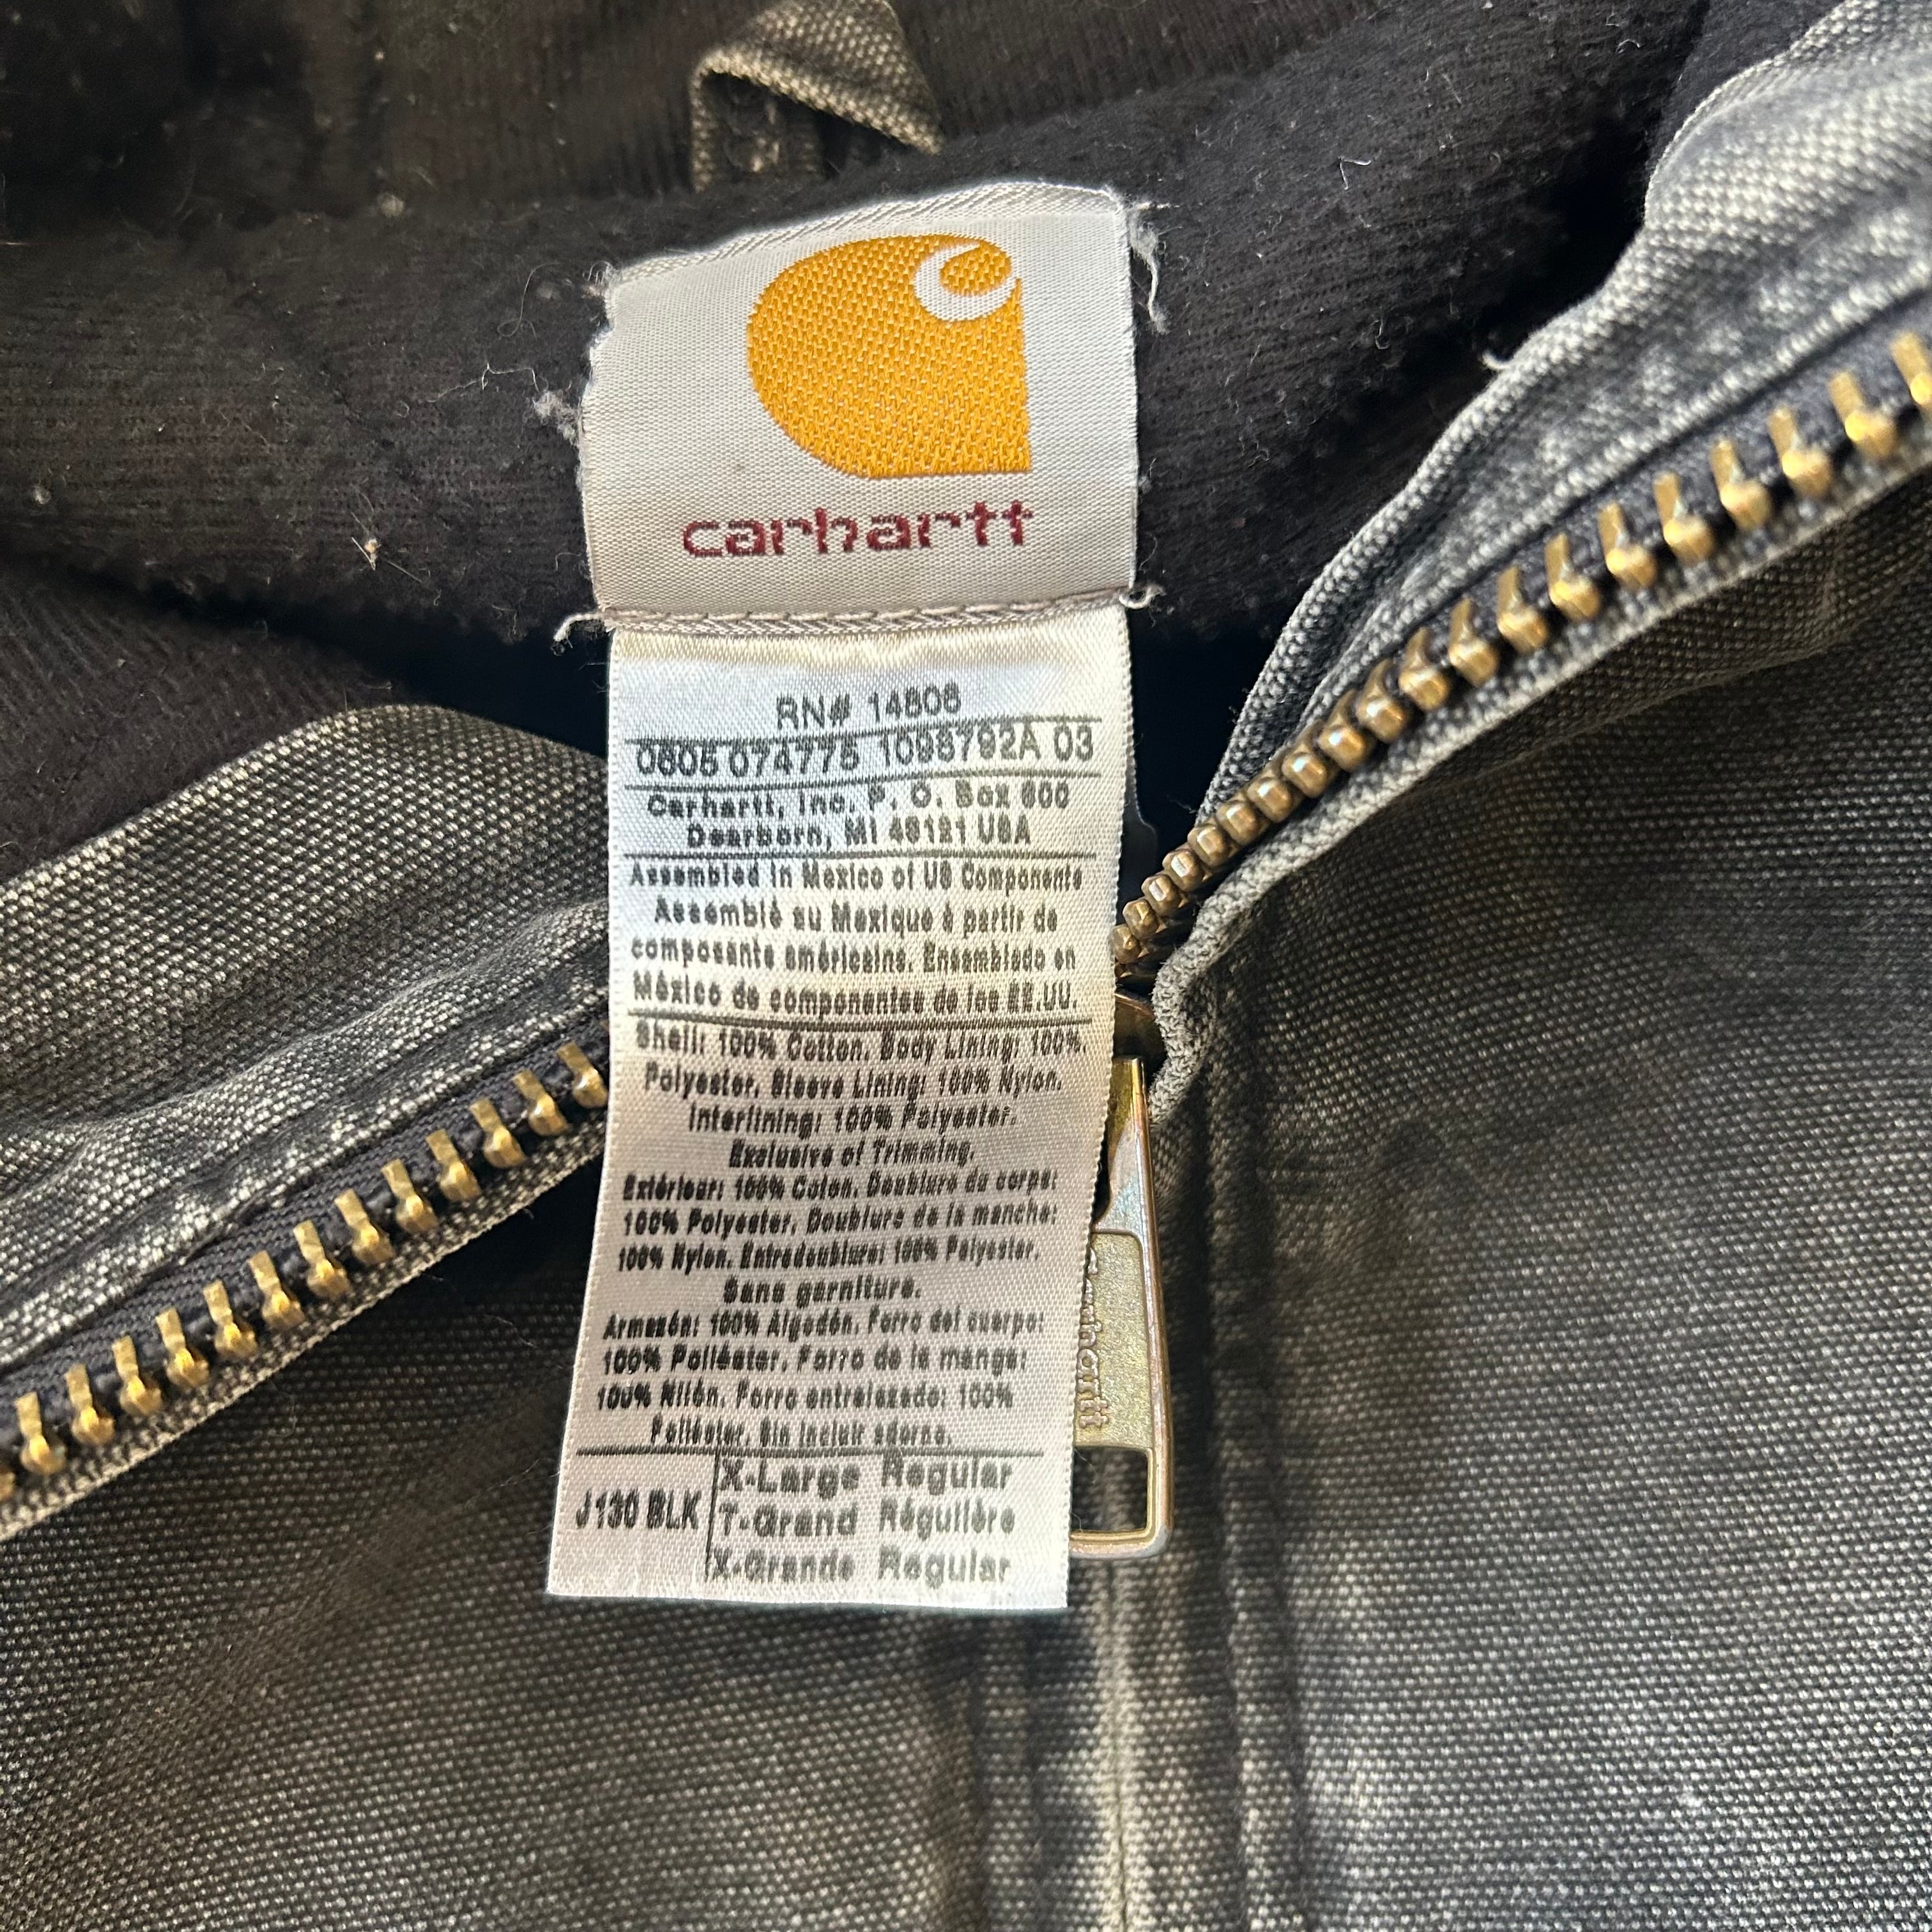 carhartt
RN# 14806
0805 074775 1098792A 03
Carhartt, Inc. P. O. Box 600
Dearborn, MI 48121 USA
Assembled in Mexico of US Components
Assemblé au Mexique à partir de
composants américains. Ensamblado en
México de componentes de los EE.UU.
Shell: 100% Cotton. Body Lining: 100%.
Polyester. Sleeve Lining: 100% Nylon.
Interlining: 100% Polyester.
Exclusive of Trimming.
Extérieur: 100% Coton. Doublure du corps:
100% Polyester. Doublure de la manche:
100% Nylon. Entredoublure: 100% Polyester.
Sans garniture.
Armazón: 100% Algodón. Forro del cuerpo:
100% Poliéster. Forro de la manga:
100% Nilón. Forro entrelazado: 100%
Poliéster. Sin incluir adorno.
J130 BLK
X-Large Regular
T-Grand Régulière
X-Grande Regular
carhartt